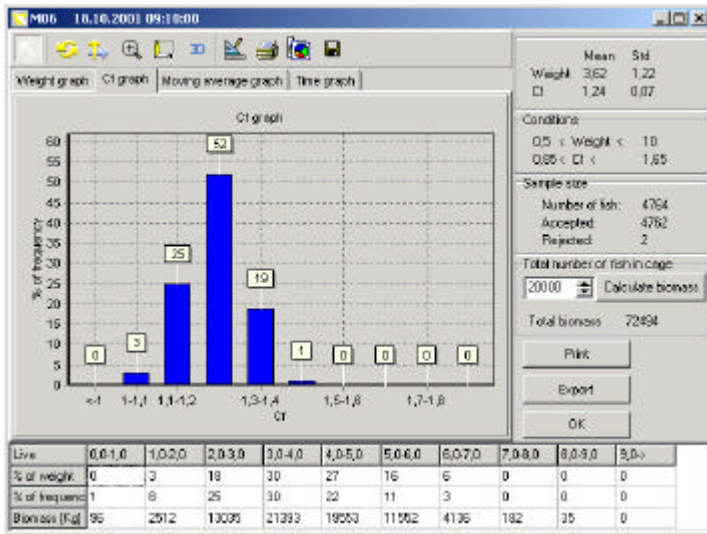 M06 18.10.2001 09:10:00
3D
Weight graph Cf graph Moving average graph Time graph
Cf graph
% of frequency
60
55
50
45
40
35
30
25
20
15
10
5
0
0 3 25 52 19 1 0 0 0 0
<-1 1-1,1 1,1-1,2 1,3-1,4 1,5-1,6 1,7-1,8
Cf
Mean Std
Weight 3,62 1,22
Cf 1,24 0,07
Conditions
0,5 < Weight < 10
0,85 < Cf < 1,65
Sample size
Number of fish: 4764
Accepted: 4762
Rejected: 2
Total number of fish in cage
20000 Calculate biomass
Total biomass 72494
Print
Export
OK
Live 0,0-1,0 1,0-2,0 2,0-3,0 3,0-4,0 4,0-5,0 5,0-6,0 6,0-7,0 7,0-8,0 8,0-9,0 9,0->
% of weight 0 3 18 30 27 16 6 0 0 0
% of frequenc 1 8 25 30 22 11 3 0 0 0
Biomass (Kg) 96 2512 13035 21393 19553 11552 4136 182 35 0